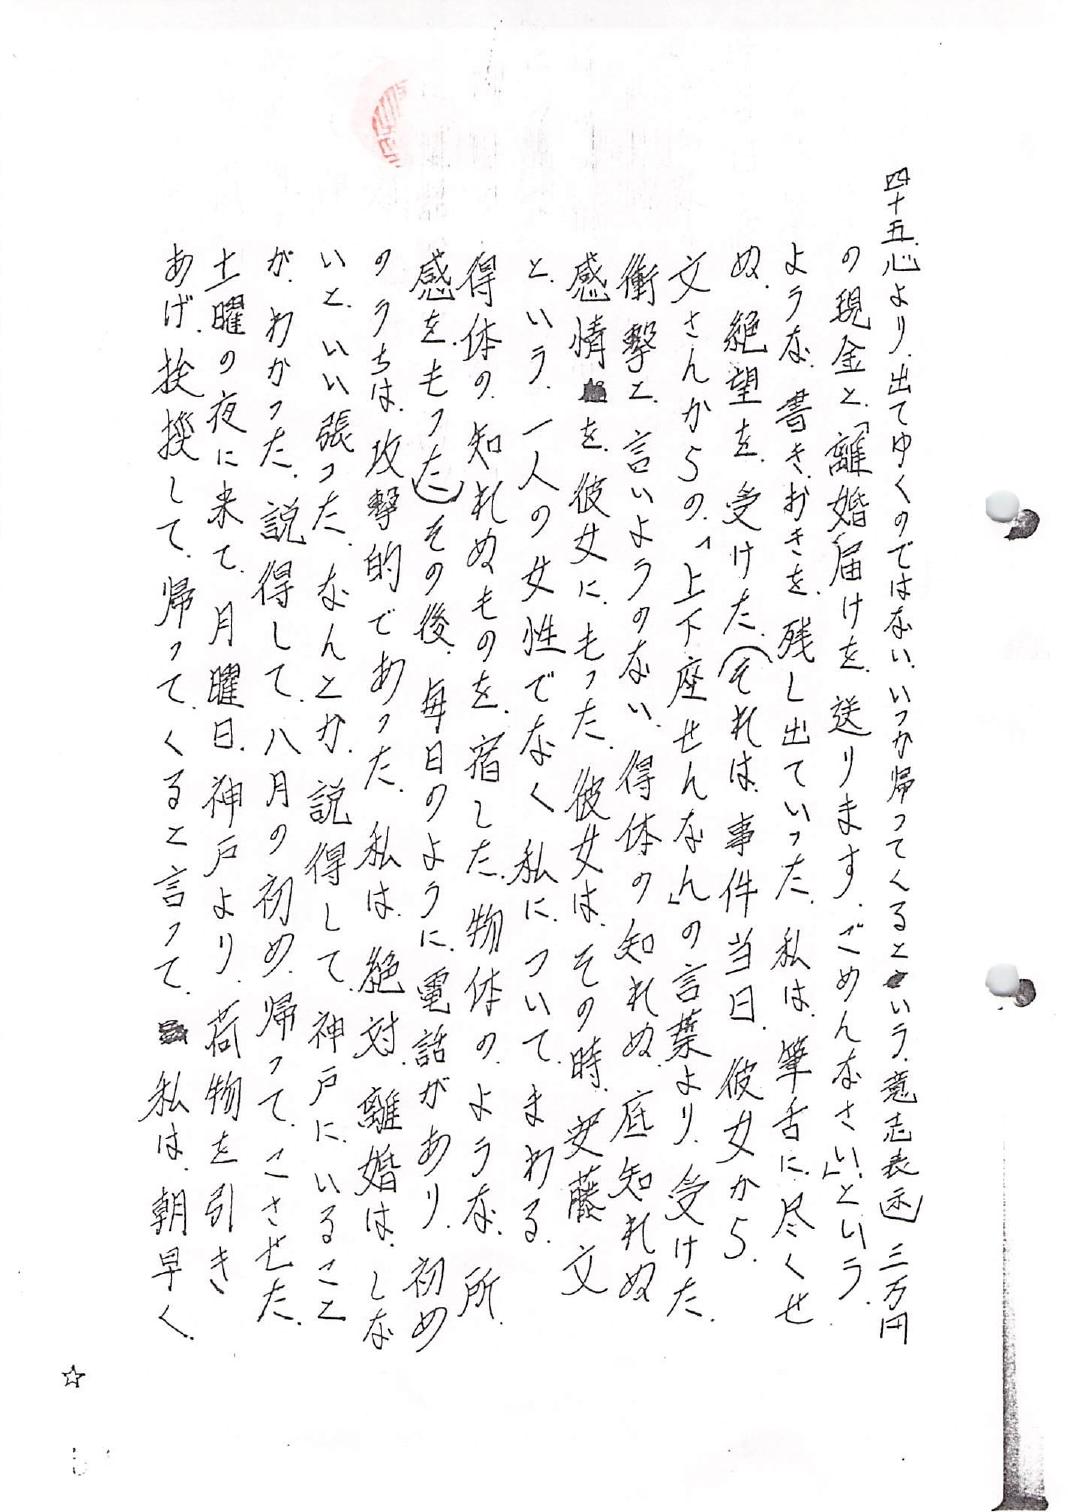 四十五、心より、出てゆくのではない、いつか帰ってくるという、意志表示)三万円
の現金と、「離婚届けを、送ります、ごめんなさい」という、
ような、書きおきを、残し出ていった、私は、筆舌に、尽くせ
ぬ、絶望を、受けた、(それは、事件当日、彼女から、
文さんからの、「上下座せんなん」の言葉より、受けた、
衝撃と、言いようのない、得体の知れぬ、底知れぬ
感情を、彼女に、もった、彼女は、その時、安藤文
と、いう、一人の女性でなく、私に、ついて、まわる
得体の、知れぬものを、宿した、物体の、ような、所
感をもった)その後、毎日のように、電話があり、初め
のうちは、攻撃的であった、私は、絶対、離婚は、しな
いと、いい張った、なんとか、説得して、神戸に、いること
が、わかった、説得して、八月の初め、帰って、こさせた、
土曜の夜に来て、月曜日、神戸より、荷物を引き
あげ、挨拶して、帰ってくると言って、私は、朝早く、
☆